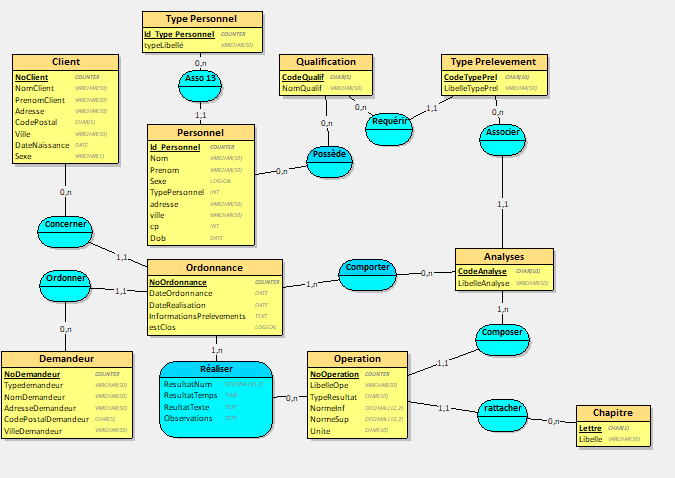 Type Personnel
Id_Type Personnel COUNTER
typeLibellé VARCHAR(50)
0,n
Asso 13
1,1
Client
NoClient COUNTER
NomClient VARCHAR(50)
PrenomClient VARCHAR(50)
Adresse VARCHAR(50)
CodePostal CHAR(5)
Ville VARCHAR(50)
DateNaissance DATE
Sexe VARCHAR(1)
Qualification
CodeQualif CHAR(5)
NomQualif VARCHAR(50)
Type Prelevement
CodeTypePrel CHAR(10)
LibelleTypePrel VARCHAR(50)
0,n
Requérir
1,1
0,n
Associer
1,1
0,n
Possède
0,n
Personnel
Id_Personnel COUNTER
Nom VARCHAR(50)
Prenom VARCHAR(50)
Sexe LOGICAL
TypePersonnel INT
adresse VARCHAR(50)
ville VARCHAR(50)
cp INT
Dob DATE
0,n
Concerner
1,1
Ordonner
1,1
0,n
Ordonnance
NoOrdonnance COUNTER
DateOrdonnance DATE
DateRealisation DATE
InformationsPrelevements TEXT
estClos LOGICAL
1,n
Comporter
0,n
Analyses
CodeAnalyse CHAR(10)
LibelleAnalyse VARCHAR(50)
1,n
Composer
1,1
Demandeur
NoDemandeur COUNTER
Typedemandeur VARCHAR(50)
NomDemandeur VARCHAR(50)
AdresseDemandeur VARCHAR(50)
CodePostalDemandeur CHAR(5)
VilleDemandeur VARCHAR(50)
1,n
Réaliser
ResultatNum DECIMAL(10,2)
ResultatTemps TIME
ReultatTexte TEXT
Observations TEXT
0,n
Operation
NoOperation COUNTER
LibelleOpe VARCHAR(50)
TypeResultat CHAR(10)
NormeInf DECIMAL(12,2)
NormeSup DECIMAL(12,2)
Unite CHAR(10)
1,1
rattacher
0,n
Chapitre
Lettre CHAR(1)
Libelle VARCHAR(50)